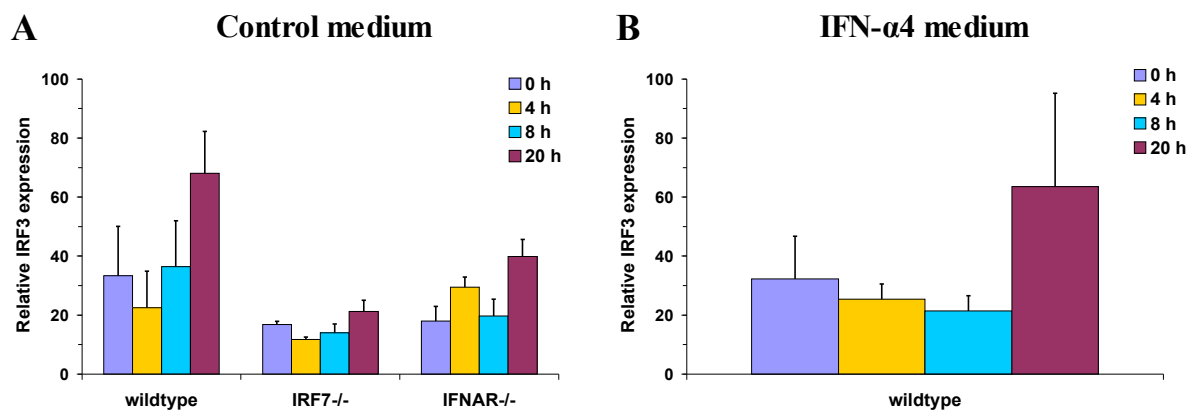 A
Control medium
Relative IRF3 expression
100
80
60
40
20
0
0 h
4 h
8 h
20 h
wildtype
IRF7-/-
IFNAR-/-
B
IFN-α4 medium
Relative IRF3 expression
100
80
60
40
20
0
0 h
4 h
8 h
20 h
wildtype